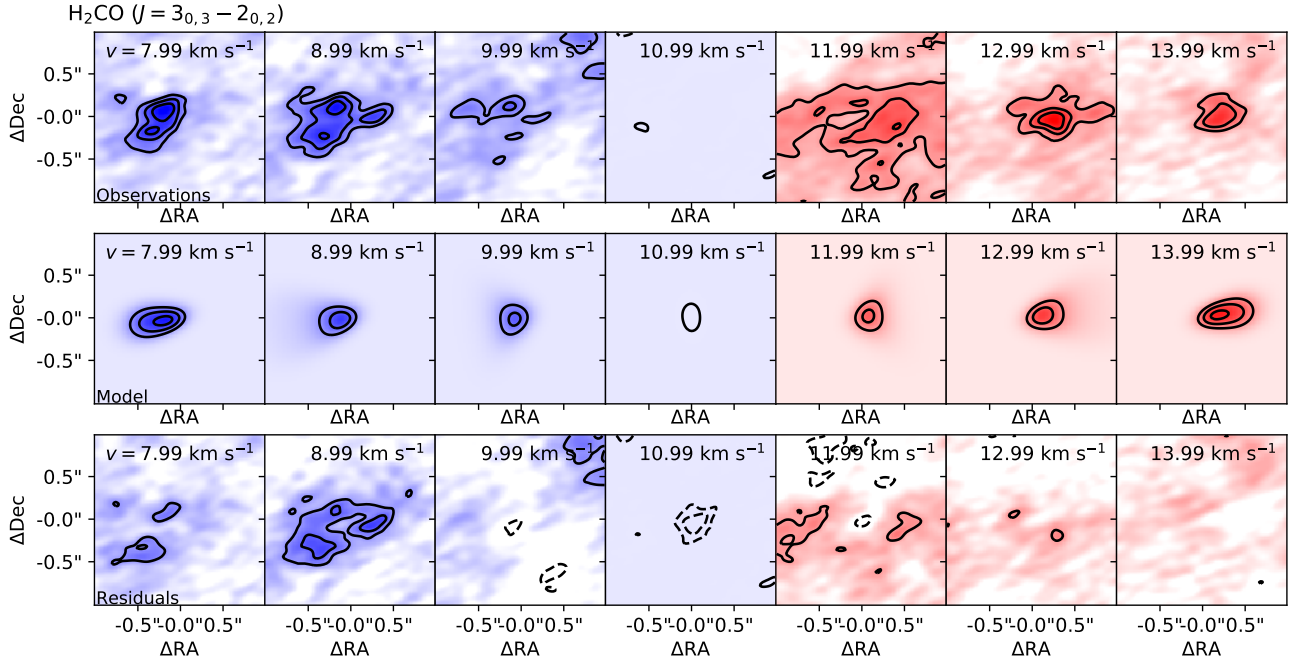 H₂CO (J = 3₀,₃ − 2₀,₂)
v = 7.99 km s⁻¹ 8.99 km s⁻¹ 9.99 km s⁻¹ 10.99 km s⁻¹ 11.99 km s⁻¹ 12.99 km s⁻¹ 13.99 km s⁻¹
0.5"
-0.0"
-0.5"
ΔDec
Observations
ΔRA ΔRA ΔRA ΔRA ΔRA ΔRA ΔRA
v = 7.99 km s⁻¹ 8.99 km s⁻¹ 9.99 km s⁻¹ 10.99 km s⁻¹ 11.99 km s⁻¹ 12.99 km s⁻¹ 13.99 km s⁻¹
0.5"
-0.0"
-0.5"
ΔDec
Model
ΔRA ΔRA ΔRA ΔRA ΔRA ΔRA ΔRA
v = 7.99 km s⁻¹ 8.99 km s⁻¹ 9.99 km s⁻¹ 10.99 km s⁻¹ 11.99 km s⁻¹ 12.99 km s⁻¹ 13.99 km s⁻¹
0.5"
-0.0"
-0.5"
ΔDec
Residuals
-0.5" -0.0" 0.5" -0.5" -0.0" 0.5" -0.5" -0.0" 0.5" -0.5" -0.0" 0.5" -0.5" -0.0" 0.5" -0.5" -0.0" 0.5" -0.5" -0.0" 0.5"
ΔRA ΔRA ΔRA ΔRA ΔRA ΔRA ΔRA